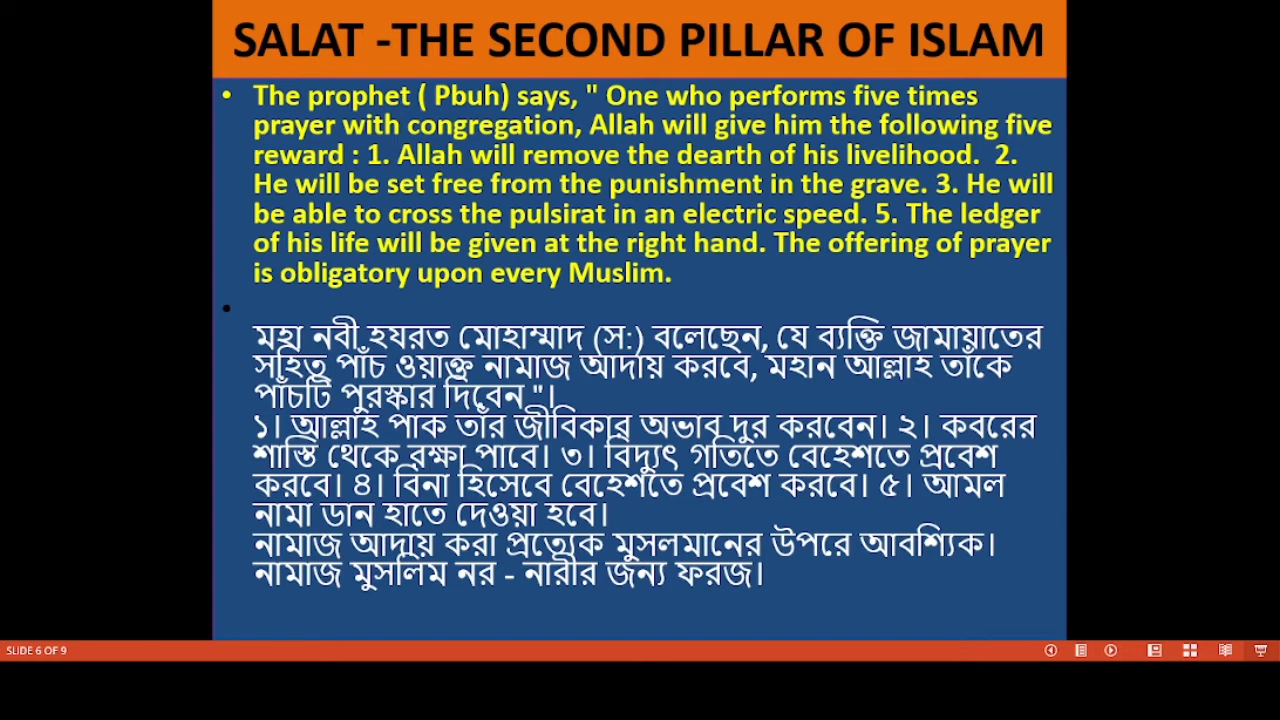 SALAT -THE SECOND PILLAR OF ISLAM
• The prophet ( Pbuh) says, " One who performs five times
prayer with congregation, Allah will give him the following five
reward : 1. Allah will remove the dearth of his livelihood. 2.
He will be set free from the punishment in the grave. 3. He will
be able to cross the pulsirat in an electric speed. 5. The ledger
of his life will be given at the right hand. The offering of prayer
is obligatory upon every Muslim.
•
মহা নবী হযরত মোহাম্মাদ (স:) বলেছেন, যে ব্যক্তি জামায়াতের
সহিত পাঁচ ওয়াক্ত নামাজ আদায় করবে, মহান আল্লাহ তাঁকে
পাঁচটি পুরস্কার দিবেন "।
১। আল্লাহ পাক তাঁর জীবিকার অভাব দুর করবেন। ২। কবরের
শাস্তি থেকে রক্ষা পাবে। ৩। বিদ্যুৎ গতিতে বেহেশতে প্রবেশ
করবে। ৪। বিনা হিসেবে বেহেশতে প্রবেশ করবে। ৫। আমল
নামা ডান হাতে দেওয়া হবে।
নামাজ আদায় করা প্রত্যেক মুসলমানের উপরে আবশ্যিক।
নামাজ মুসলিম নর - নারীর জন্য ফরজ।
SLIDE 6 OF 9